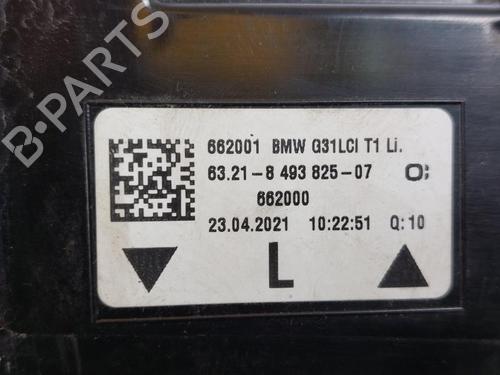 B-PARTS
662001 BMW G31LCI T1 Li.
63.21-8 493 825-07
662000
23.04.2021 10:22:51 Q:10
L